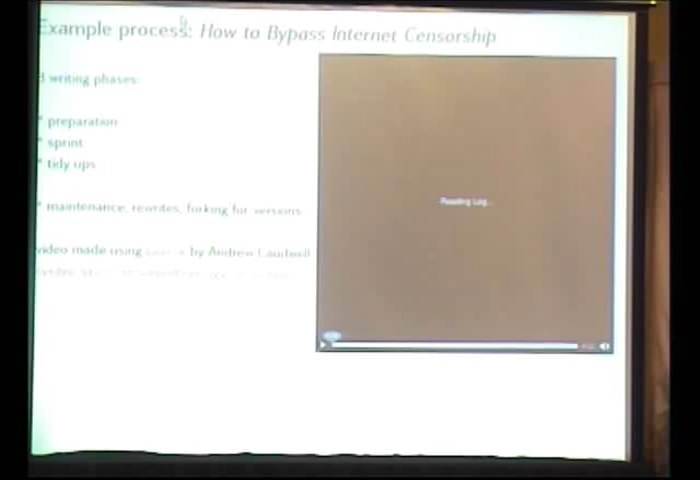 Example process: How to Bypass Internet Censorship
3 writing phases:
* preparation
* sprint
* tidy ups
* maintenance, rewrites, forking for versions
Reading Log...
video made using by Andrew Caudwell